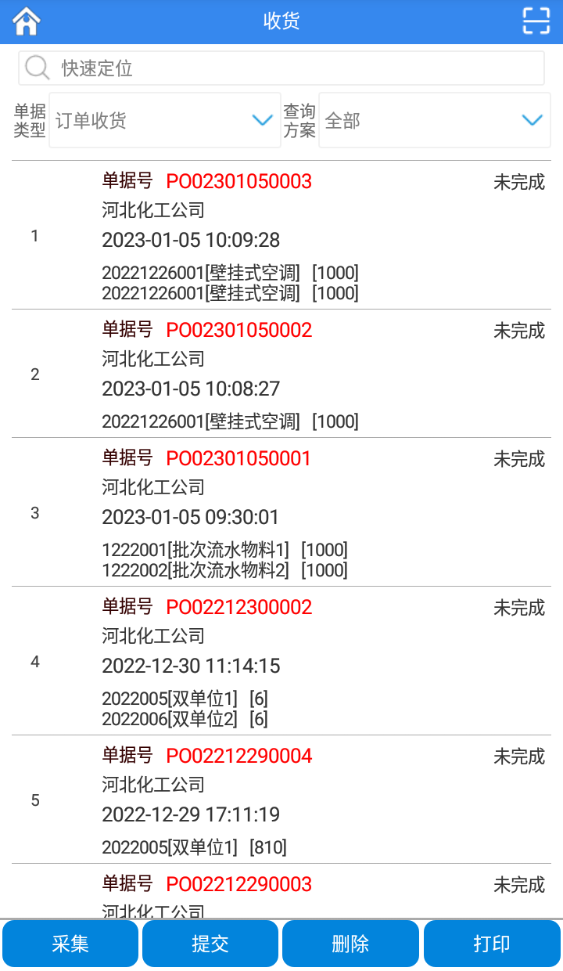 收货
快速定位
单据类型 订单收货 查询方案 全部
单据号 PO02301050003 未完成
河北化工公司
1
2023-01-05 10:09:28
20221226001[壁挂式空调] [1000]
20221226001[壁挂式空调] [1000]
单据号 PO02301050002 未完成
河北化工公司
2
2023-01-05 10:08:27
20221226001[壁挂式空调] [1000]
单据号 PO02301050001 未完成
河北化工公司
3
2023-01-05 09:30:01
1222001[批次流水物料1] [1000]
1222002[批次流水物料2] [1000]
单据号 PO02212300002 未完成
河北化工公司
4
2022-12-30 11:14:15
2022005[双单位1] [6]
2022006[双单位2] [6]
单据号 PO02212290004 未完成
河北化工公司
5
2022-12-29 17:11:19
2022005[双单位1] [810]
单据号 PO02212290003 未完成
河北化工公司
采集 提交 删除 打印